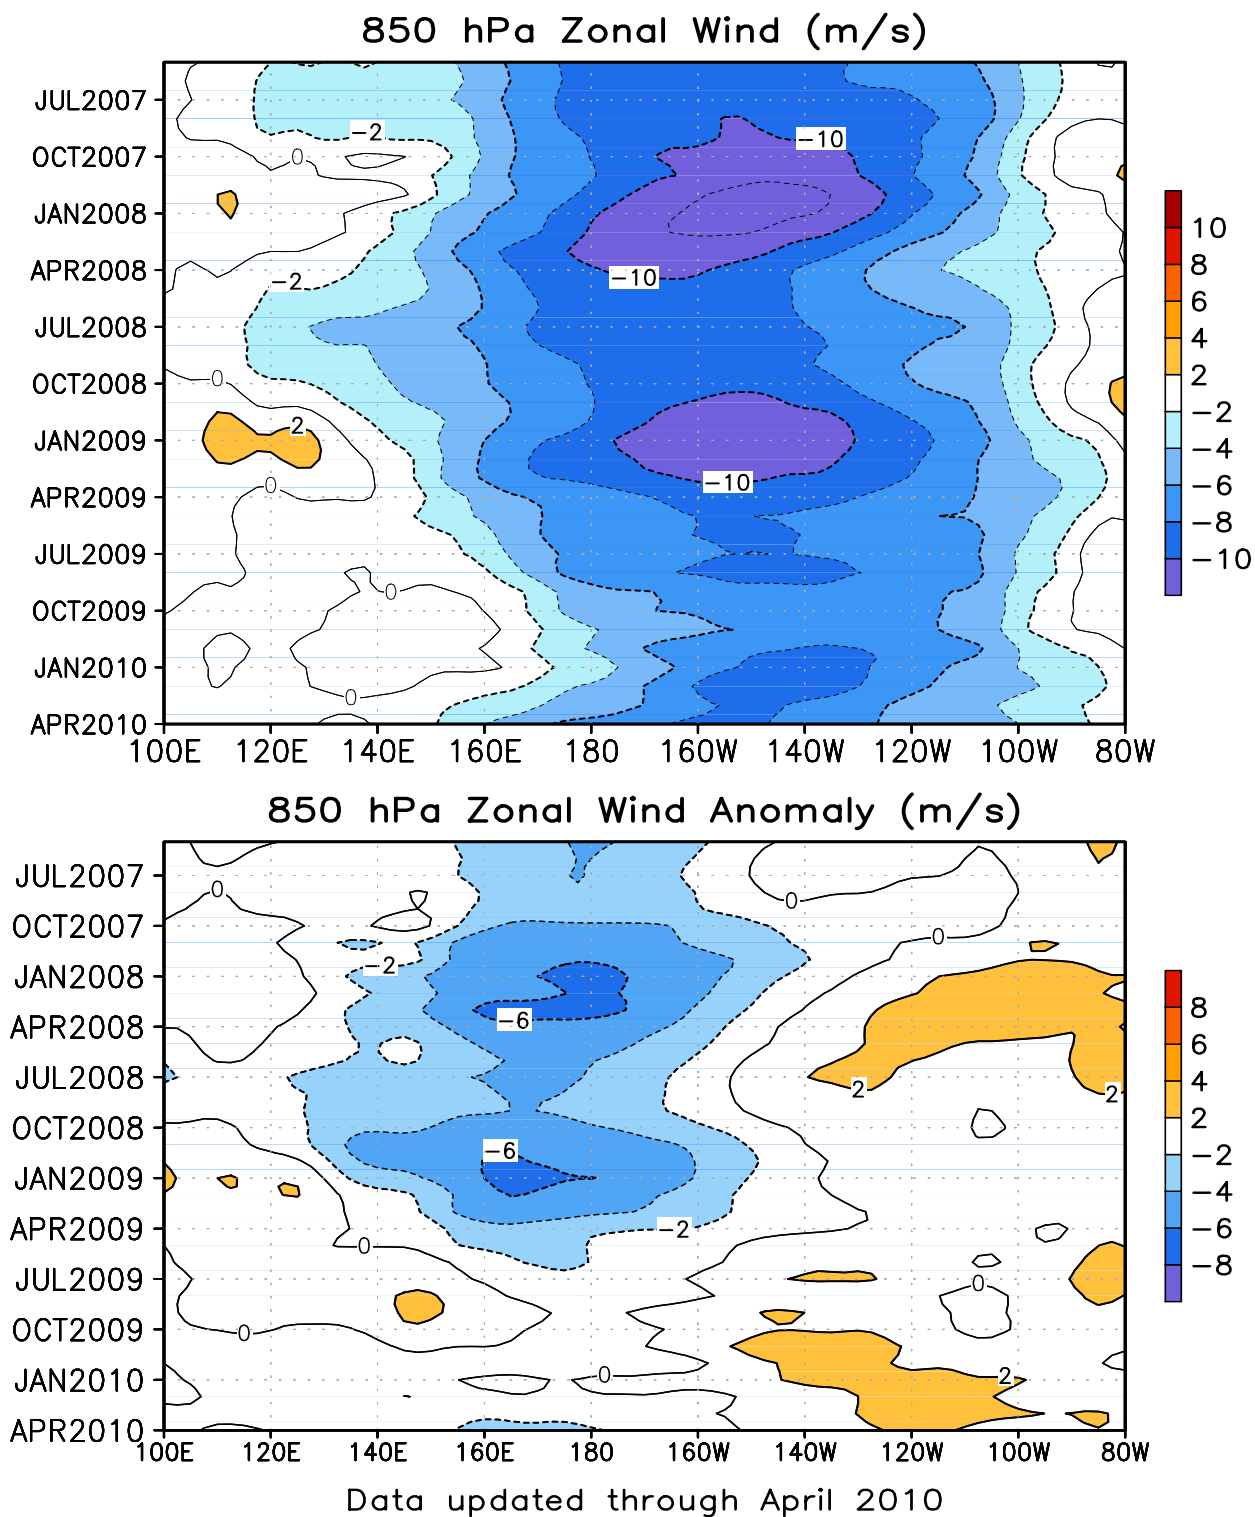 850 hPa Zonal Wind (m/s)
JUL2007
OCT2007
JAN2008
APR2008
JUL2008
OCT2008
JAN2009
APR2009
JUL2009
OCT2009
JAN2010
APR2010
-2
0
-10
-10
-2
0
2
0
-10
0
0
100E 120E 140E 160E 180 160W 140W 120W 100W 80W
10
8
6
4
2
-2
-4
-6
-8
-10
850 hPa Zonal Wind Anomaly (m/s)
JUL2007
OCT2007
JAN2008
APR2008
JUL2008
OCT2008
JAN2009
APR2009
JUL2009
OCT2009
JAN2010
APR2010
0
0
0
-2
-6
2
2
-6
-2
0
0
0
0
2
100E 120E 140E 160E 180 160W 140W 120W 100W 80W
8
6
4
2
-2
-4
-6
-8
Data updated through April 2010